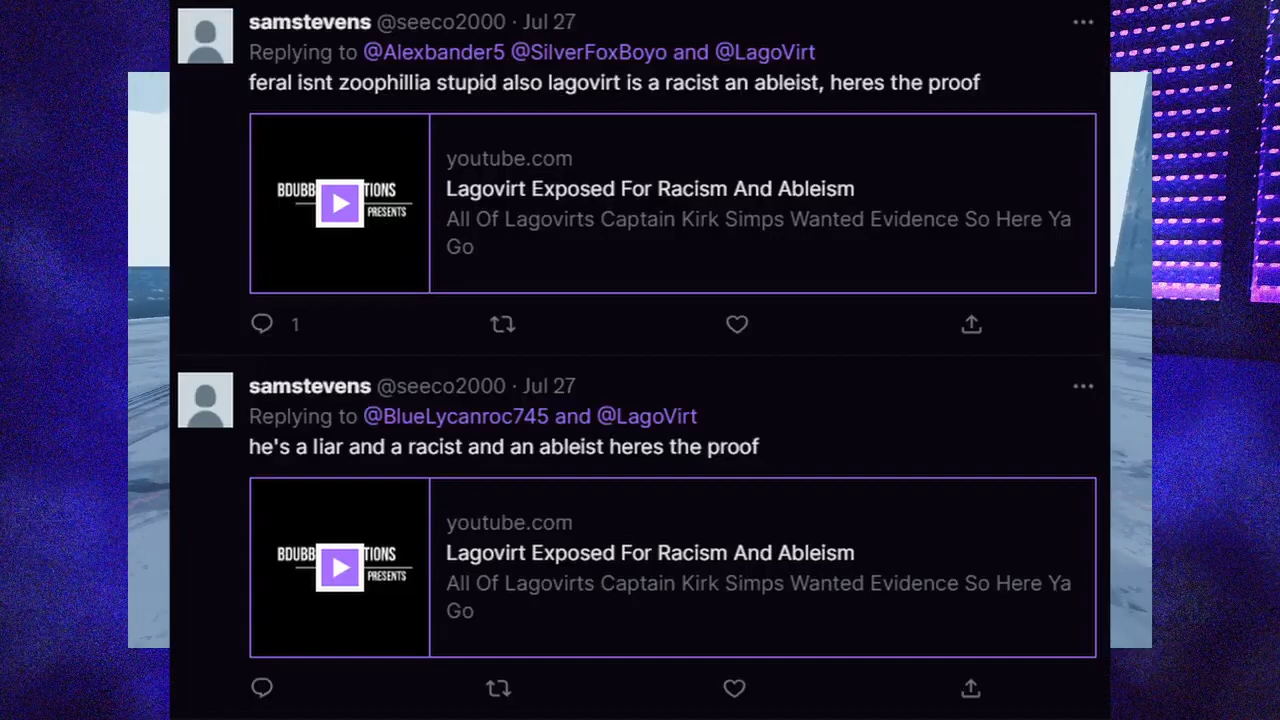 samstevens @seeco2000 · Jul 27
Replying to @Alexbander5 @SilverFoxBoyo and @LagoVirt
feral isnt zoophillia stupid also lagovirt is a racist an ableist, heres the proof
BDUBB TIONS
PRESENTS
youtube.com
Lagovirt Exposed For Racism And Ableism
All Of Lagovirts Captain Kirk Simps Wanted Evidence So Here Ya
Go
1
samstevens @seeco2000 · Jul 27
Replying to @BlueLycanroc745 and @LagoVirt
he's a liar and a racist and an ableist heres the proof
BDUBB TIONS
PRESENTS
youtube.com
Lagovirt Exposed For Racism And Ableism
All Of Lagovirts Captain Kirk Simps Wanted Evidence So Here Ya
Go